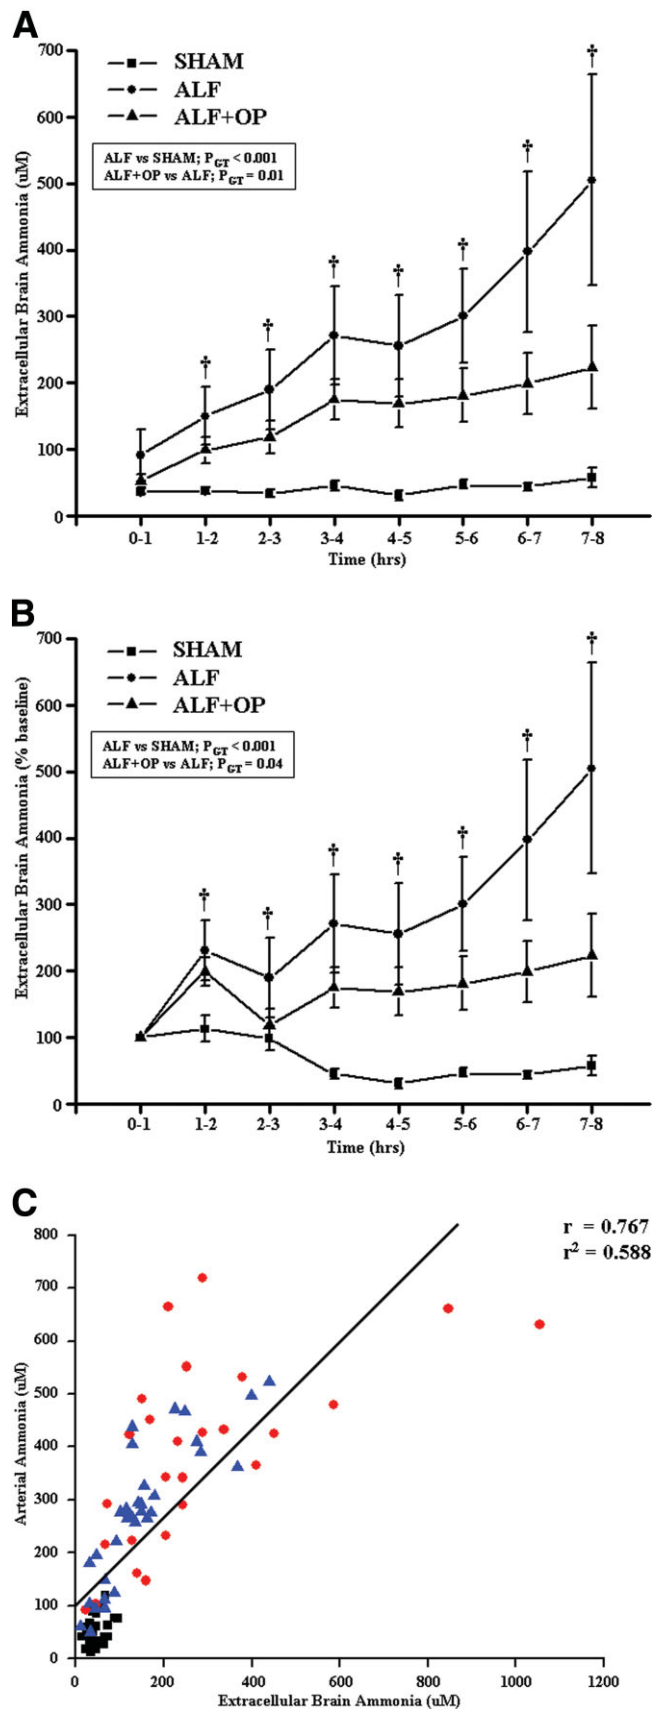 A
700
600
500
400
300
200
100
0
Extracellular Brain Ammonia (uM)
SHAM
ALF
ALF+OP
ALF vs SHAM; PGT < 0.001
ALF+OP vs ALF; PGT = 0.01
‡ ‡ ‡ ‡ ‡ ‡ ‡
0-1 1-2 2-3 3-4 4-5 5-6 6-7 7-8
Time (hrs)
B
700
600
500
400
300
200
100
0
Extracellular Brain Ammonia (% baseline)
SHAM
ALF
ALF+OP
ALF vs SHAM; PGT < 0.001
ALF+OP vs ALF; PGT = 0.04
‡ ‡ ‡ ‡ ‡ ‡ ‡
0-1 1-2 2-3 3-4 4-5 5-6 6-7 7-8
Time (hrs)
C
r = 0.767
r² = 0.588
800
700
600
500
400
300
200
100
0
Arterial Ammonia (uM)
0 200 400 600 800 1000 1200
Extracellular Brain Ammonia (uM)